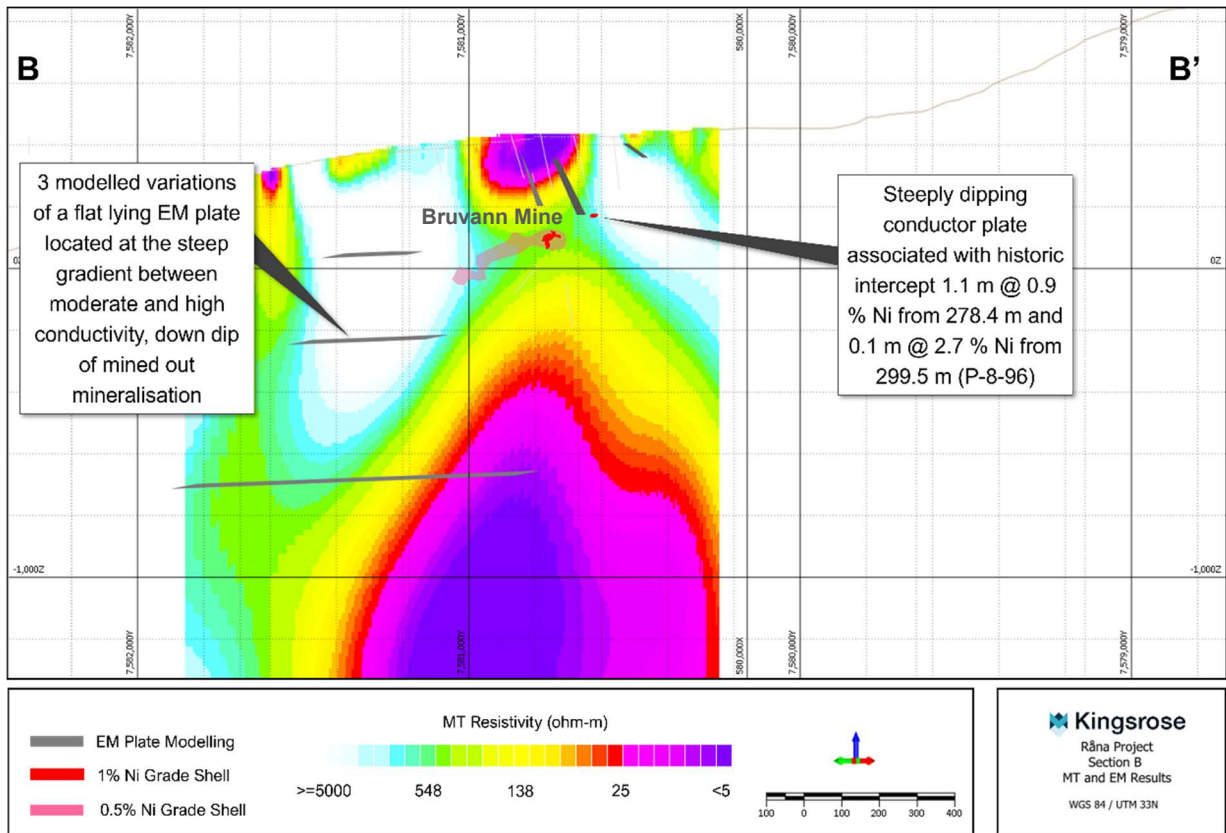 7,582,000Y
7,581,000Y
580,000X
7,580,000Y
7,579,000Y
B
B'
3 modelled variations
of a flat lying EM plate
located at the steep
gradient between
moderate and high
conductivity, down dip
of mined out
mineralisation
Bruvann Mine
Steeply dipping
conductor plate
associated with historic
intercept 1.1 m @ 0.9
% Ni from 278.4 m and
0.1 m @ 2.7 % Ni from
299.5 m (P-8-96)
0Z
-1,000Z
-1,000Z
7,582,000Y
7,581,000Y
580,000X
7,580,000Y
7,579,000Y
EM Plate Modelling
1% Ni Grade Shell
0.5% Ni Grade Shell
MT Resistivity (ohm-m)
>=5000 548 138 25 <5
100 0 100 200 300 400
Kingsrose
Råna Project
Section B
MT and EM Results
WGS 84 / UTM 33N